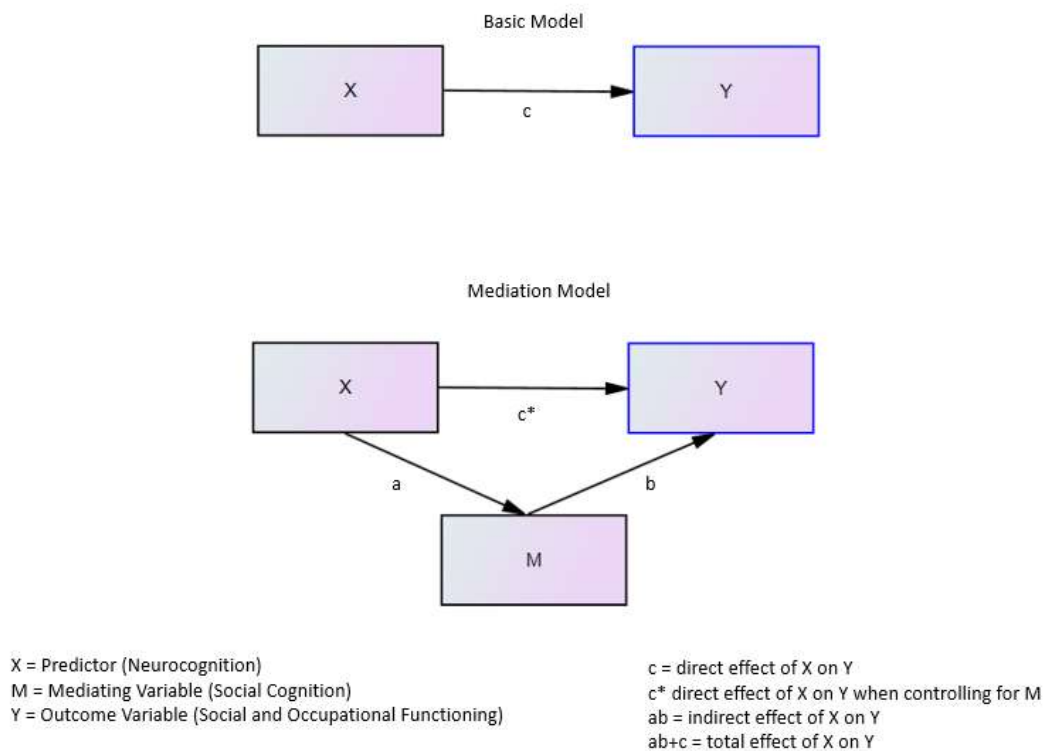 Basic Model
X
Y
c
Mediation Model
X
Y
c*
a
b
M
X = Predictor (Neurocognition)
M = Mediating Variable (Social Cognition)
Y = Outcome Variable (Social and Occupational Functioning)
c = direct effect of X on Y
c* direct effect of X on Y when controlling for M
ab = indirect effect of X on Y
ab+c = total effect of X on Y